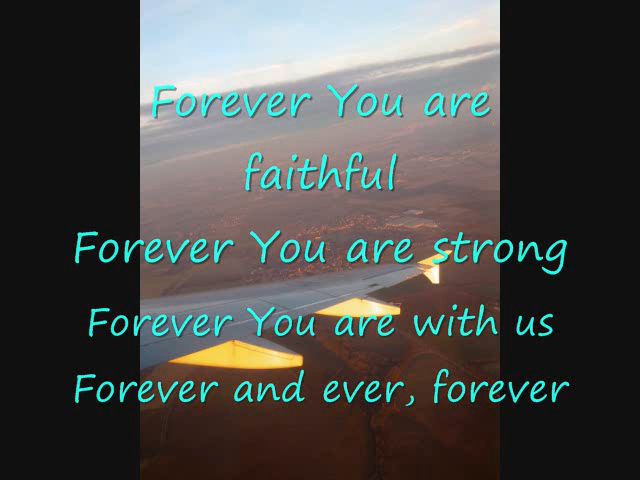 Forever You are
faithful
Forever You are strong
Forever You are with us
Forever and ever, forever